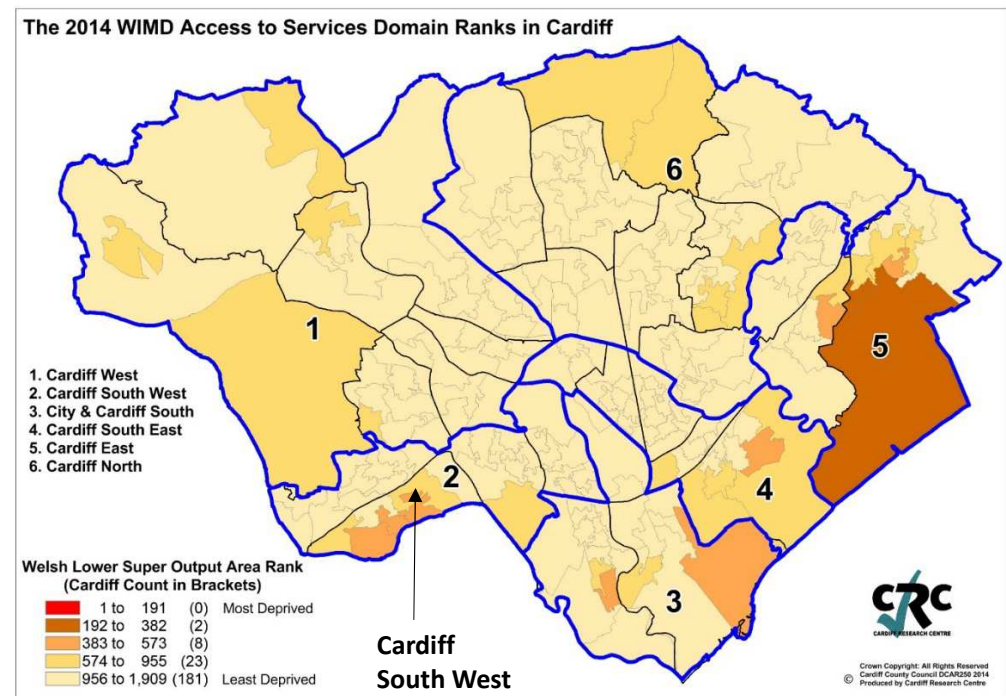 The 2014 WIMD Access to Services Domain Ranks in Cardiff
6
5
1
1. Cardiff West
2. Cardiff South West
3. City & Cardiff South
4. Cardiff South East
5. Cardiff East
6. Cardiff North
2
4
3
Welsh Lower Super Output Area Rank
(Cardiff Count in Brackets)
1 to 191 (0) Most Deprived
192 to 382 (2)
383 to 573 (8)
574 to 955 (23)
956 to 1,909 (181) Least Deprived
Cardiff
South West
CRC
CARDIFF RESEARCH CENTRE
Crown Copyright: All Rights Reserved
Cardiff County Council DCAR250 2014
© Produced by Cardiff Research Centre